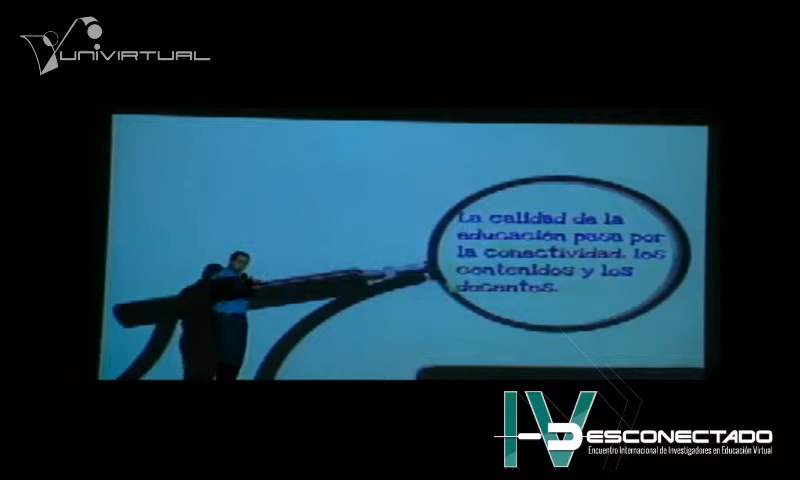 UNIVIRTUAL
La calidad de la
educación pasa por
la conectividad, los
contenidos y los
docentes.
IV DESCONECTADO
Encuentro Internacional de Investigadores en Educación Virtual